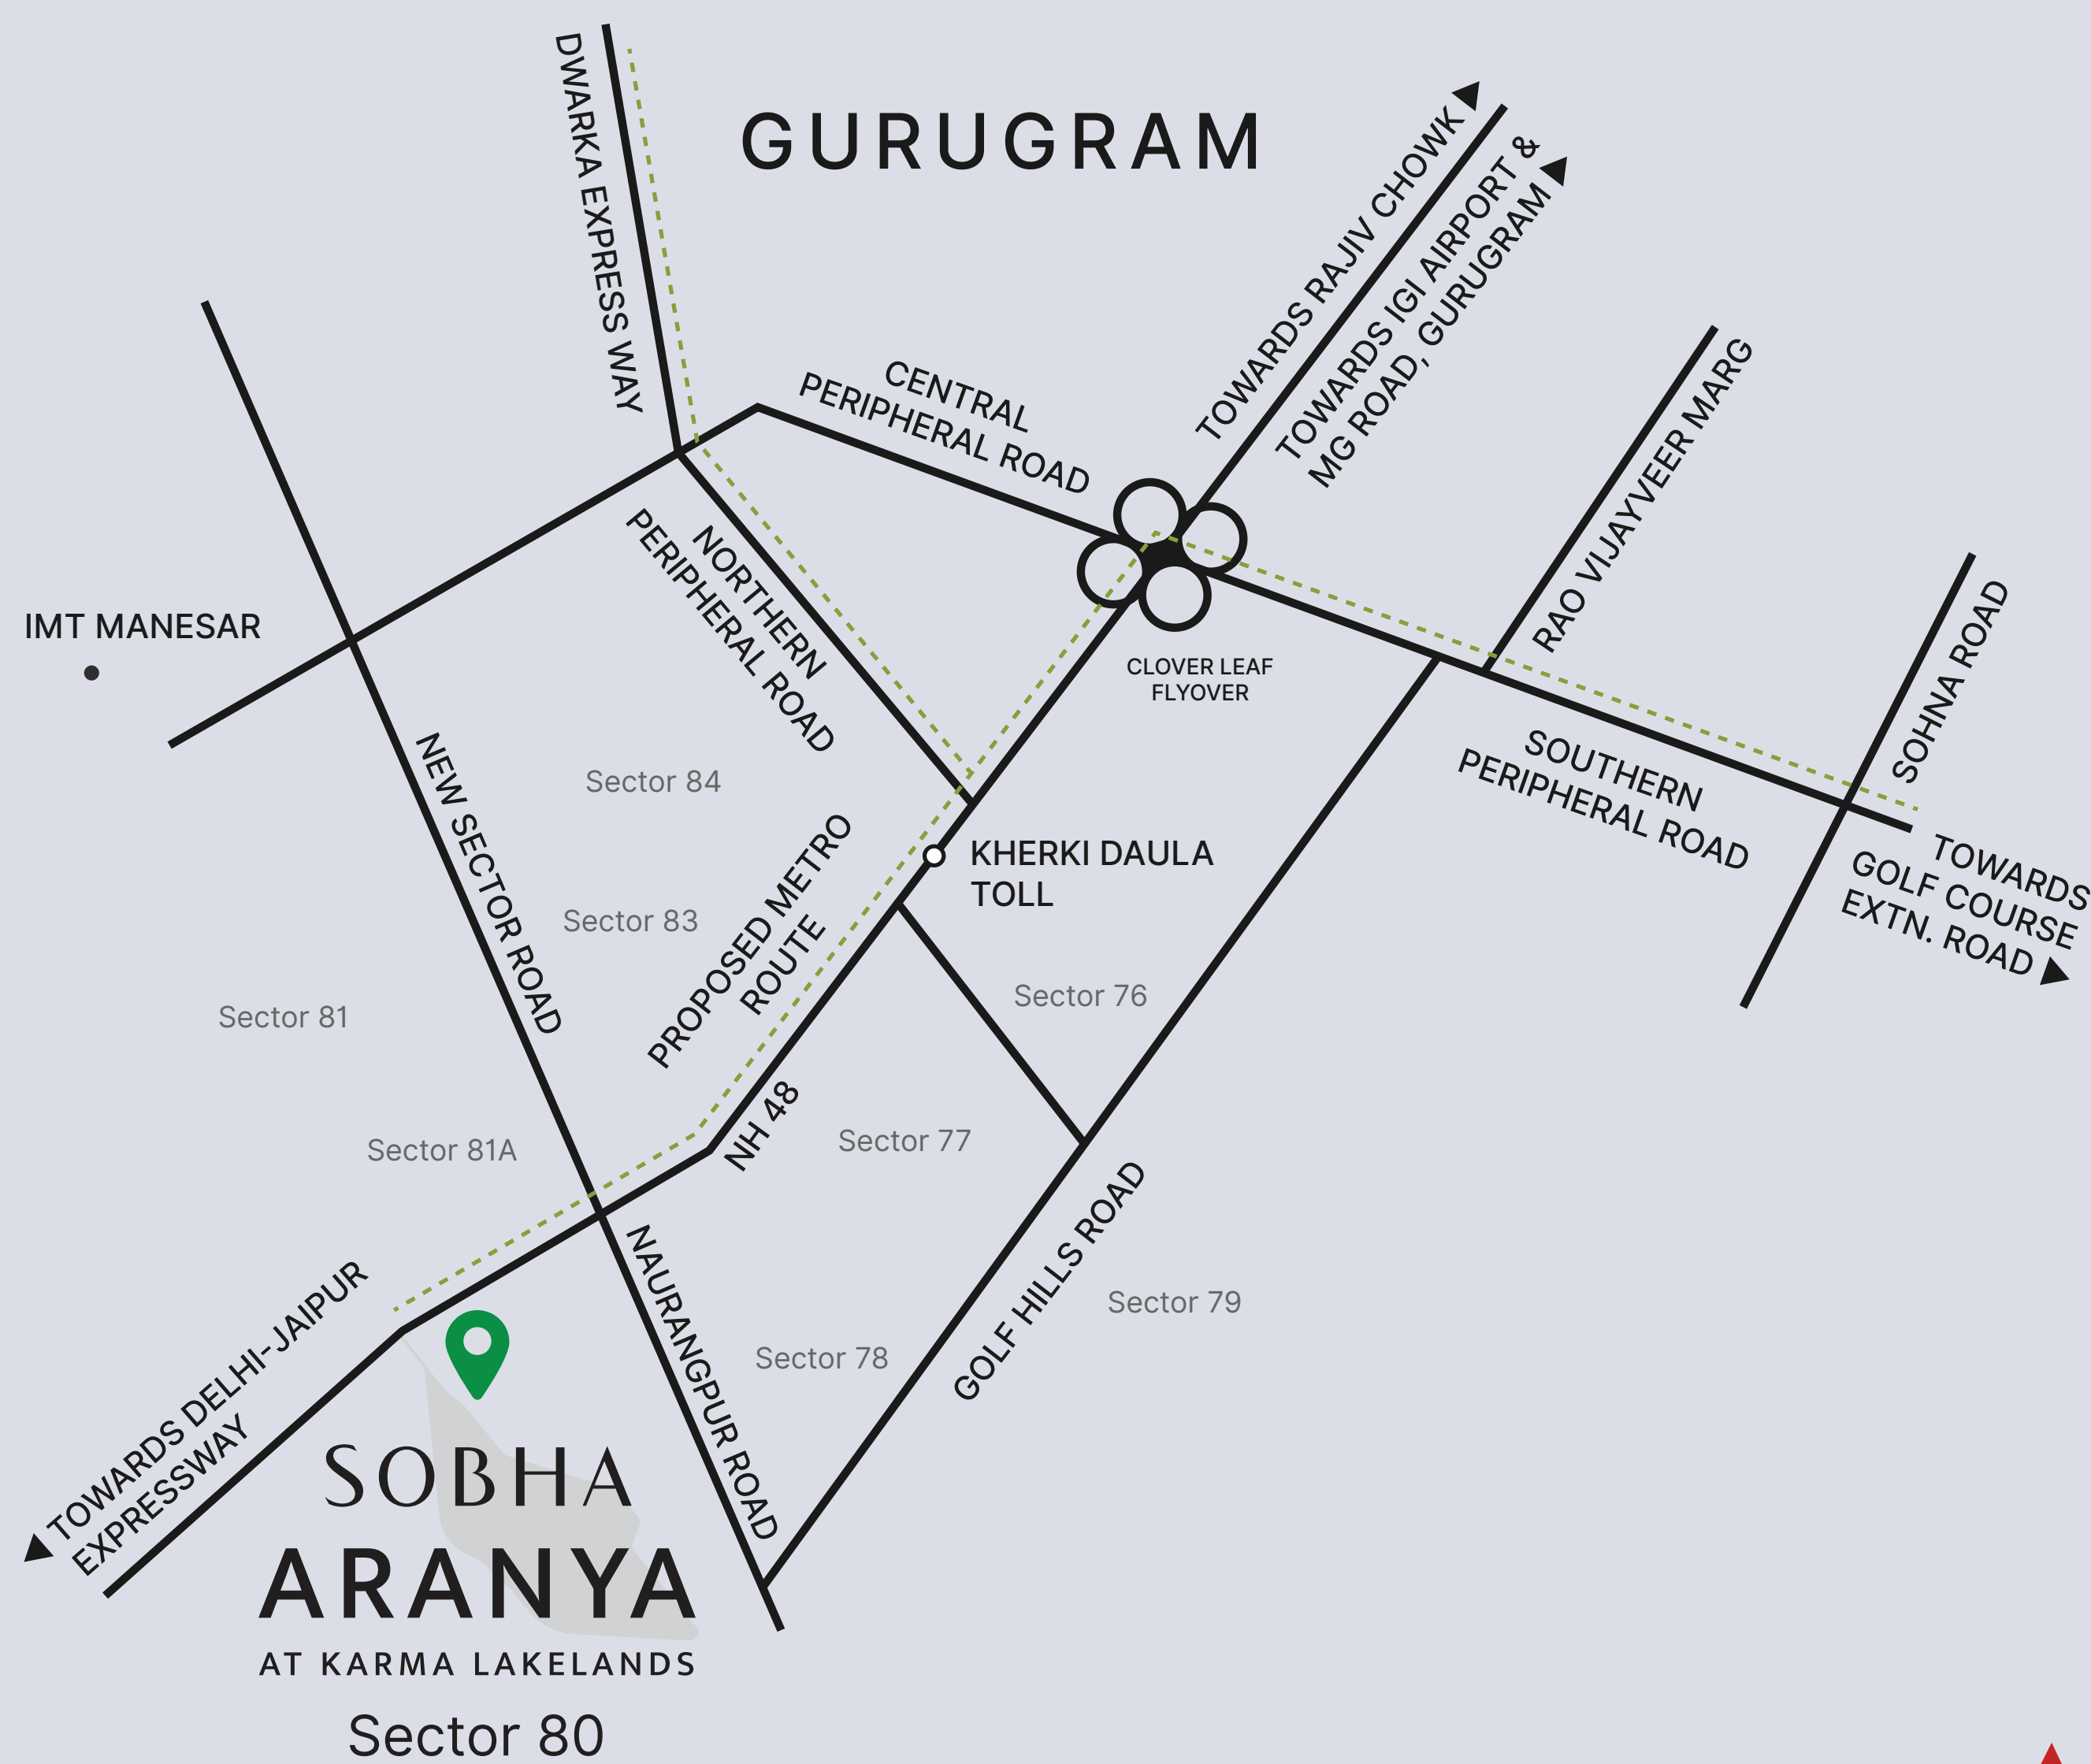 DWARKA EXPRESS WAY
GURUGRAM
TOWARDS RAJIV CHOWK
TOWARDS IGI AIRPORT &
MG ROAD, GURUGRAM
CENTRAL
PERIPHERAL ROAD
RAO VIJAYVEER MARG
SOHNA ROAD
NORTHERN
PERIPHERAL ROAD
IMT MANESAR
CLOVER LEAF
FLYOVER
SOUTHERN
PERIPHERAL ROAD
TOWARDS
GOLF COURSE
EXTN. ROAD
NEW SECTOR ROAD
Sector 84
KHERKI DAULA
TOLL
PROPOSED METRO
ROUTE
Sector 83
Sector 76
Sector 81
Sector 81A
NH 48
Sector 77
GOLF HILLS ROAD
NAURANGPUR ROAD
Sector 79
Sector 78
TOWARDS DELHI-JAIPUR
EXPRESSWAY
SOBHA
ARANYA
AT KARMA LAKELANDS
Sector 80